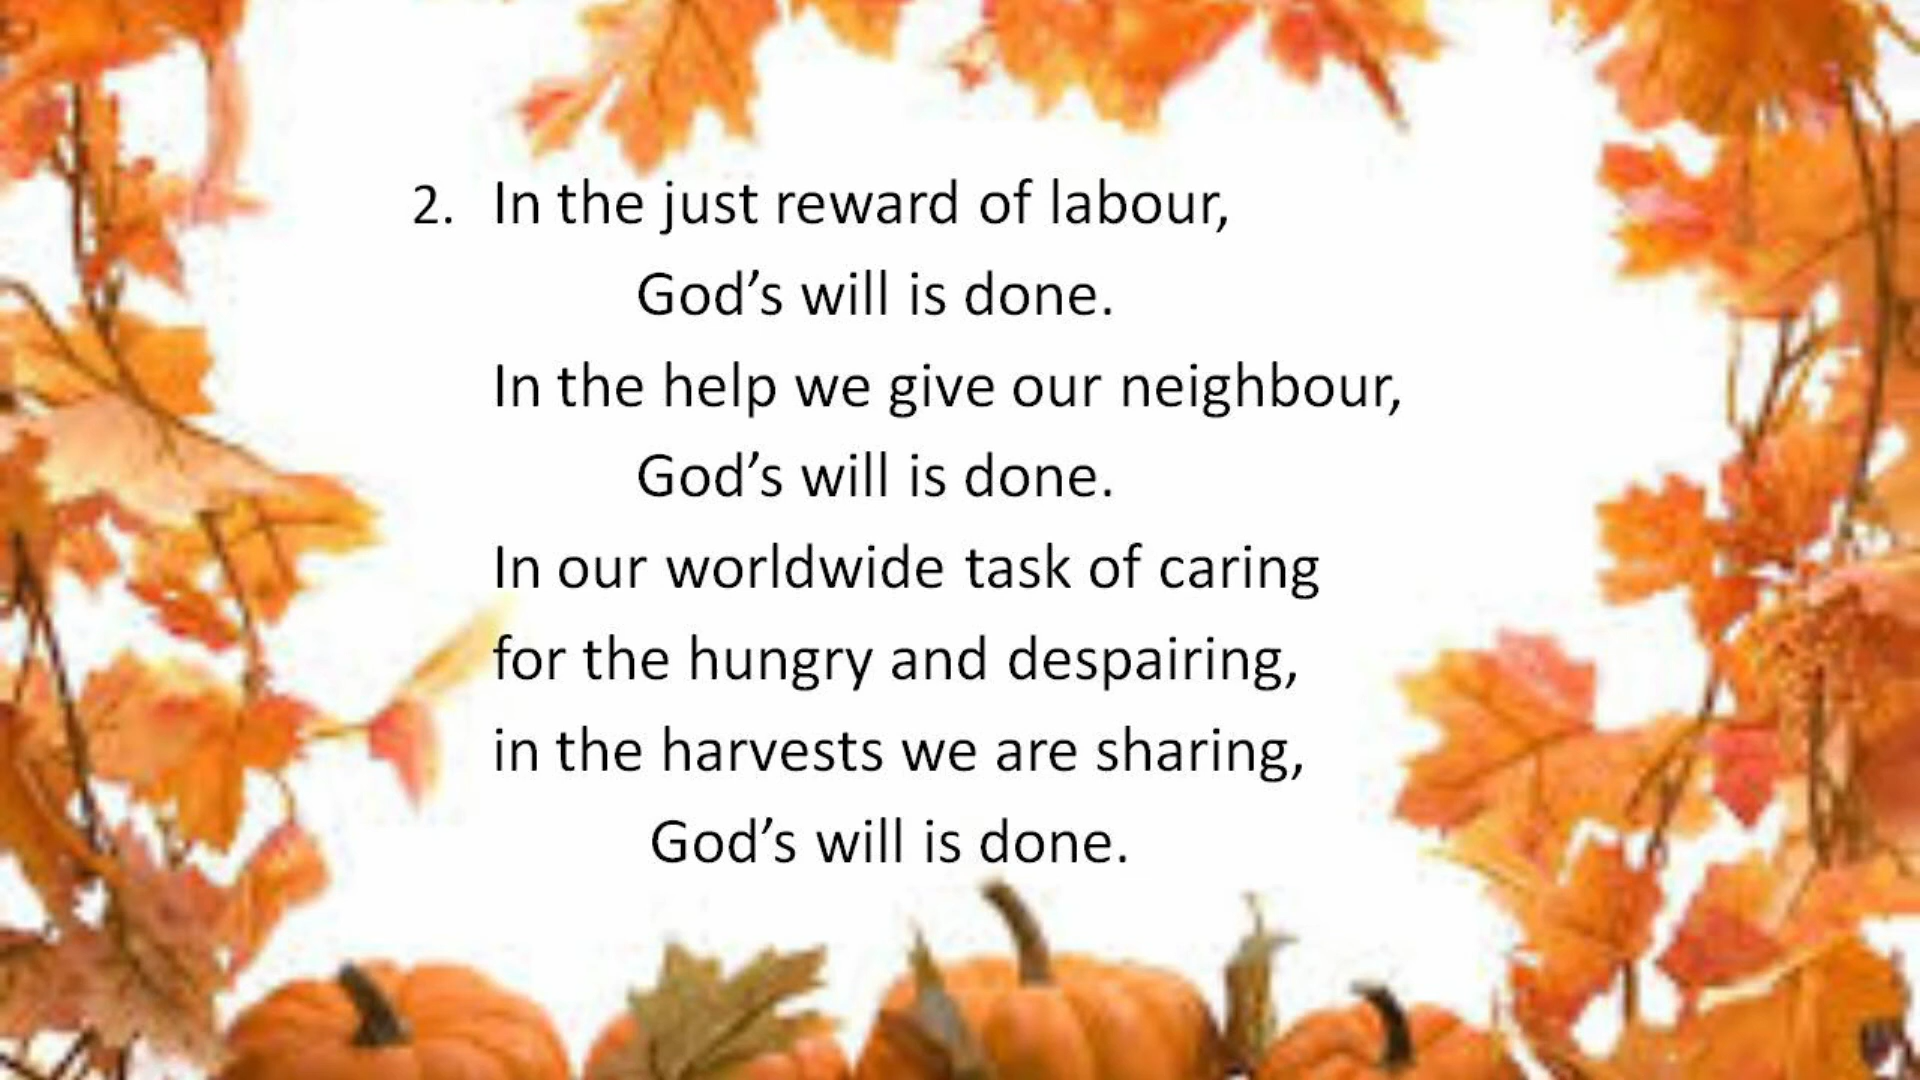 2. In the just reward of labour,
God’s will is done.
In the help we give our neighbour,
God’s will is done.
In our worldwide task of caring
for the hungry and despairing,
in the harvests we are sharing,
God’s will is done.